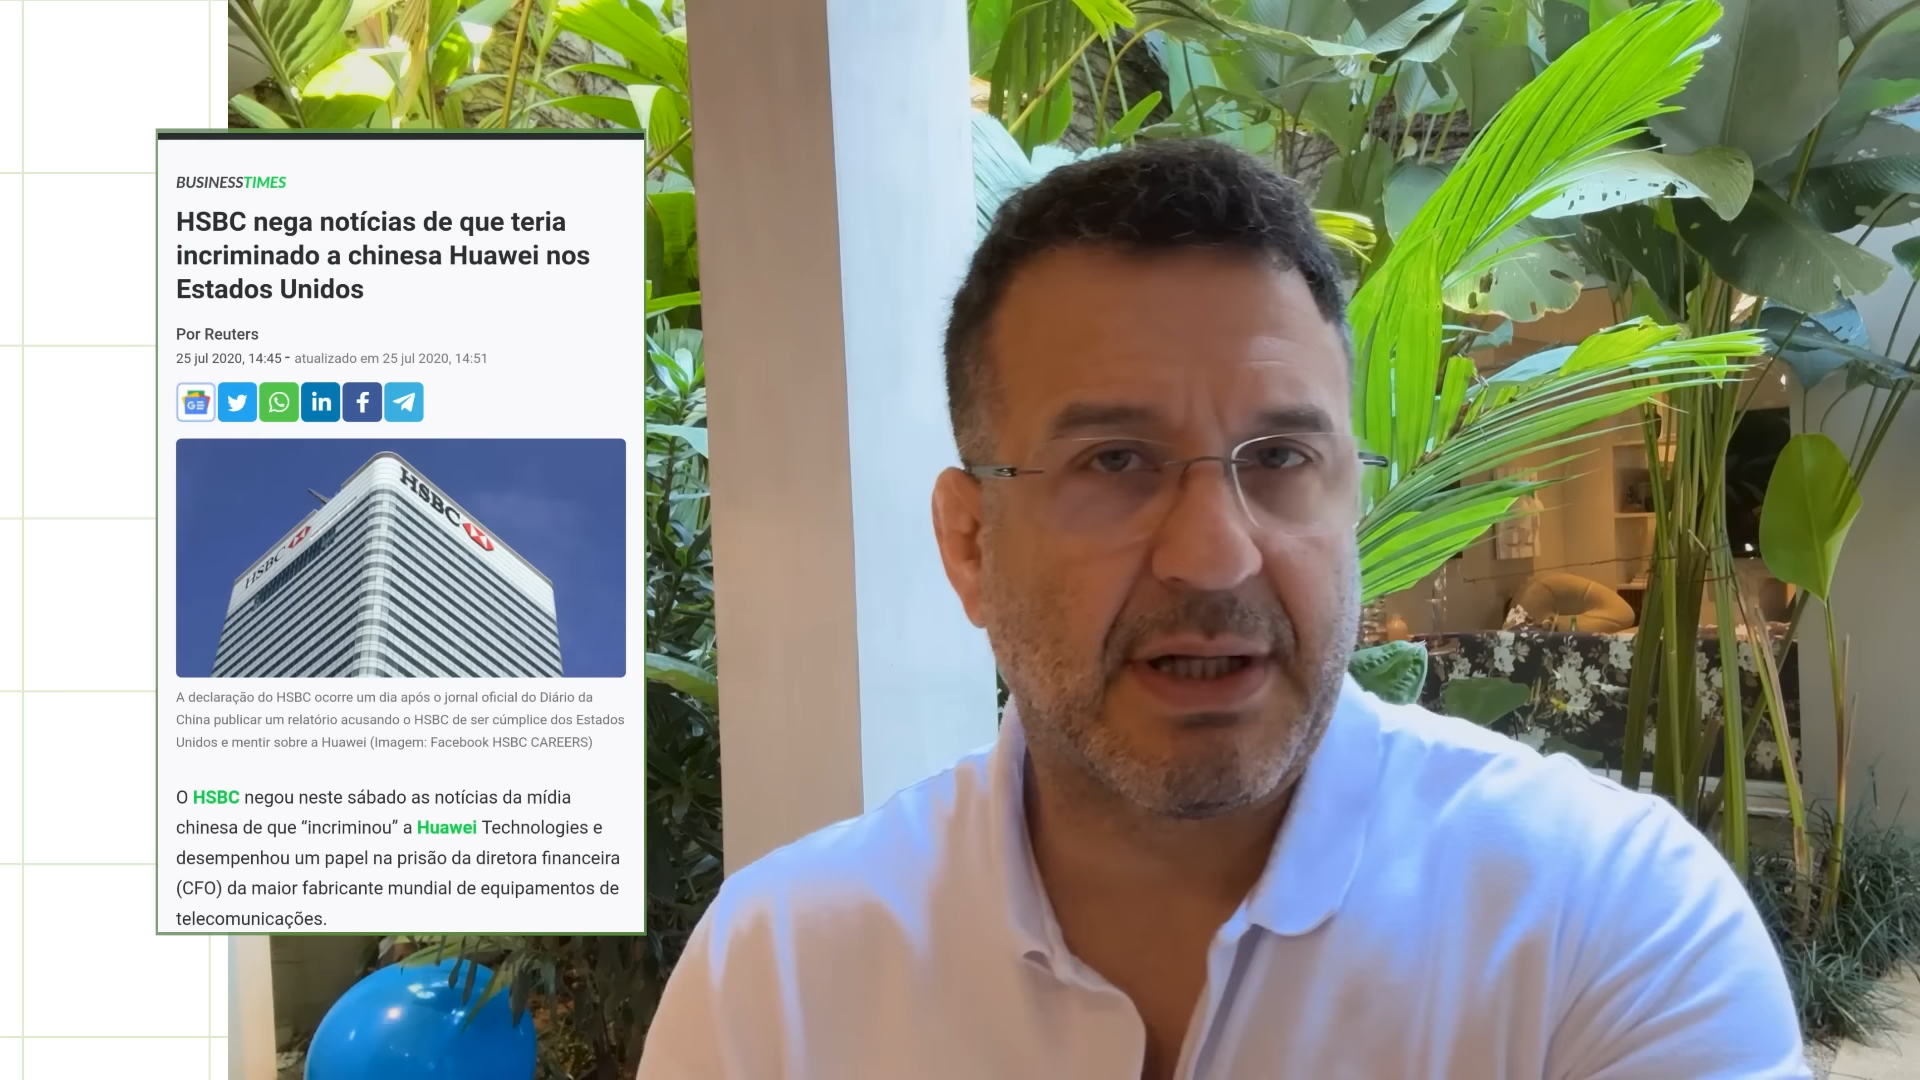 BUSINESSTIMES
HSBC nega notícias de que teria
incriminado a chinesa Huawei nos
Estados Unidos
Por Reuters
25 jul 2020, 14:45 - atualizado em 25 jul 2020, 14:51
GE
in
f
HSBC
HSBC
A declaração do HSBC ocorre um dia após o jornal oficial do Diário da
China publicar um relatório acusando o HSBC de ser cúmplice dos Estados
Unidos e mentir sobre a Huawei (Imagem: Facebook HSBC CAREERS)
O HSBC negou neste sábado as notícias da mídia
chinesa de que “incriminou” a Huawei Technologies e
desempenhou um papel na prisão da diretora financeira
(CFO) da maior fabricante mundial de equipamentos de
telecomunicações.